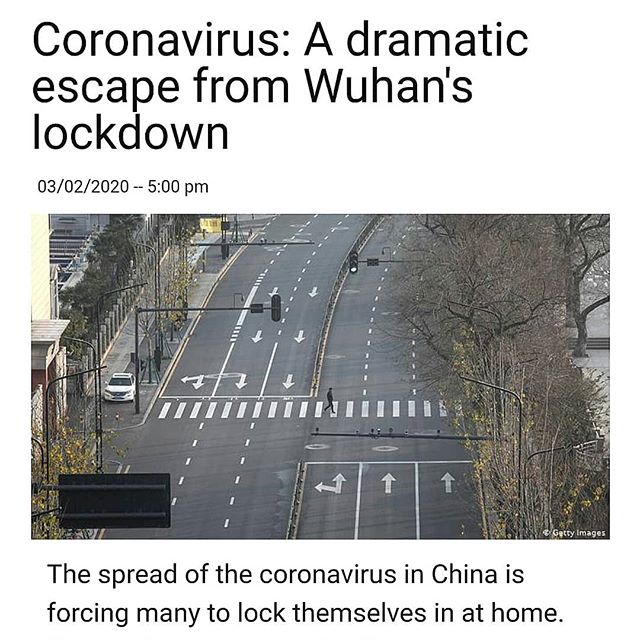 Coronavirus: A dramatic
escape from Wuhan's
lockdown
03/02/2020 -- 5:00 pm
© Getty Images
The spread of the coronavirus in China is
forcing many to lock themselves in at home.